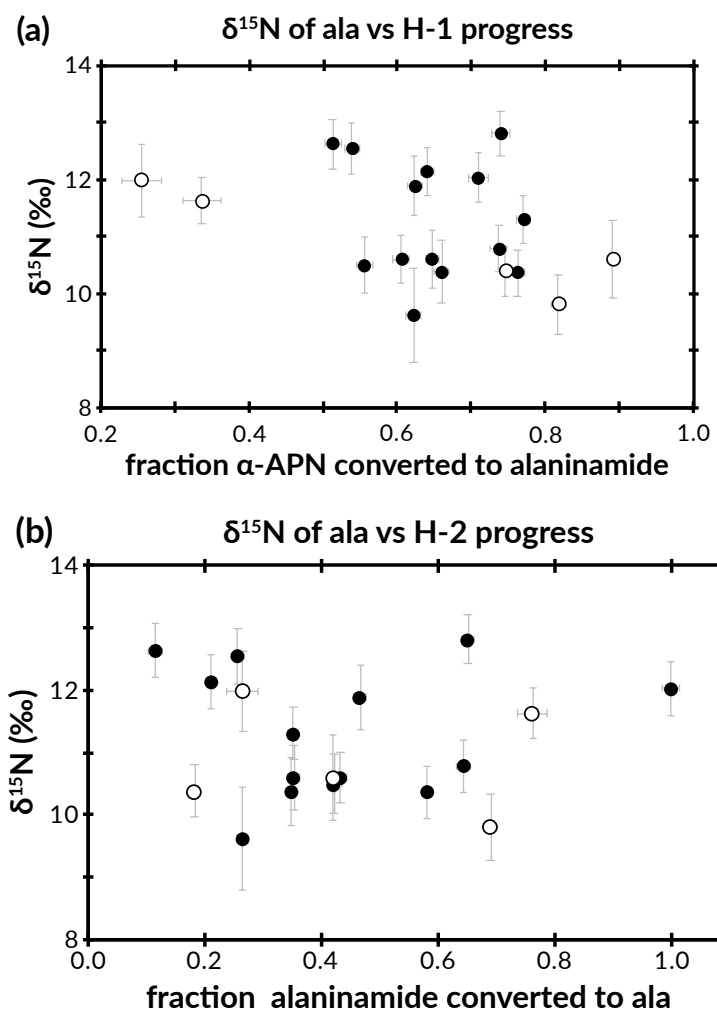 (a) δ¹⁵N of ala vs H-1 progress
14
12
10
8
δ¹⁵N (‰)
0.2 0.4 0.6 0.8 1.0
fraction α-APN converted to alaninamide
(b) δ¹⁵N of ala vs H-2 progress
14
12
10
8
δ¹⁵N (‰)
0.0 0.2 0.4 0.6 0.8 1.0
fraction alaninamide converted to ala